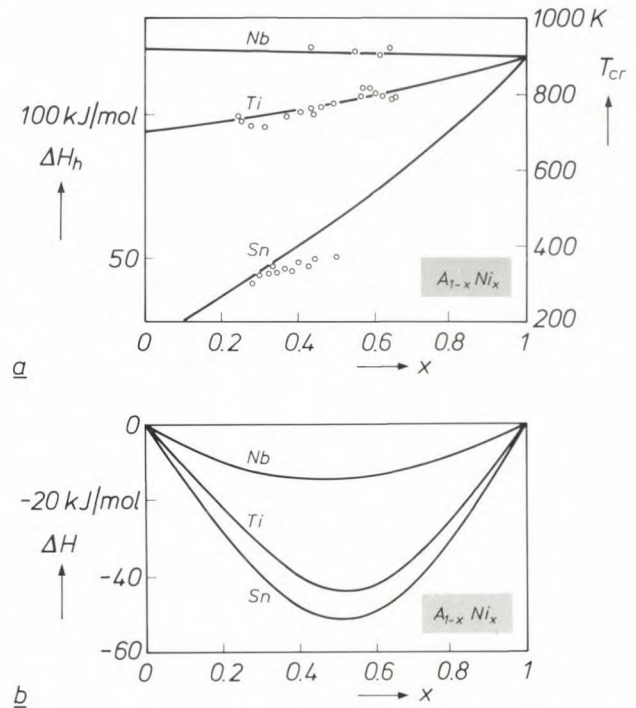 1000 K
Nb
T_cr
Ti
800
100 kJ/mol
ΔH_h
600
Sn
400
50
A_{1-x} Ni_x
200
0
0.2
0.4
0.6
0.8
1
x
a
0
Nb
-20 kJ/mol
Ti
ΔH
-40
Sn
A_{1-x} Ni_x
-60
0
0.2
0.4
0.6
0.8
1
x
b